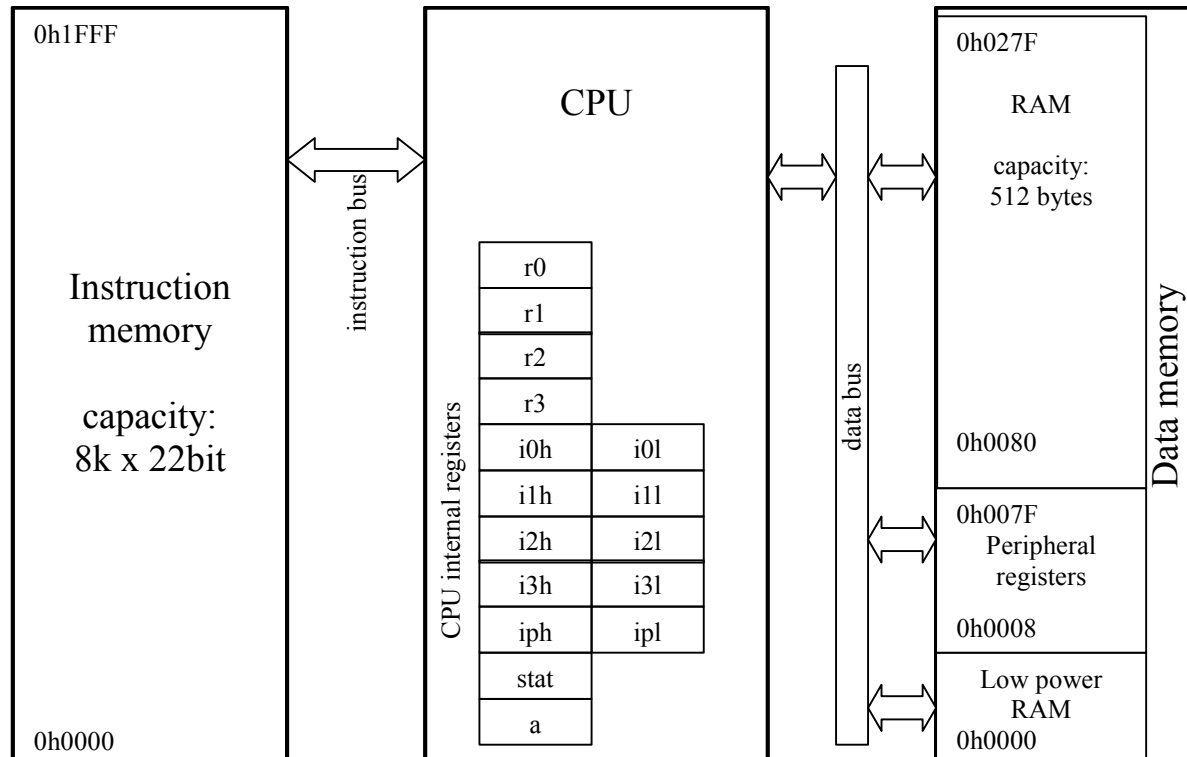 0h1FFF
Instruction
memory
capacity:
8k x 22bit
0h0000
instruction bus
CPU
CPU internal registers
r0
r1
r2
r3
i0h i0l
i1h i1l
i2h i2l
i3h i3l
iph ipl
stat
a
data bus
0h027F
RAM
capacity:
512 bytes
0h0080
0h007F
Peripheral
registers
0h0008
Low power
RAM
0h0000
Data memory